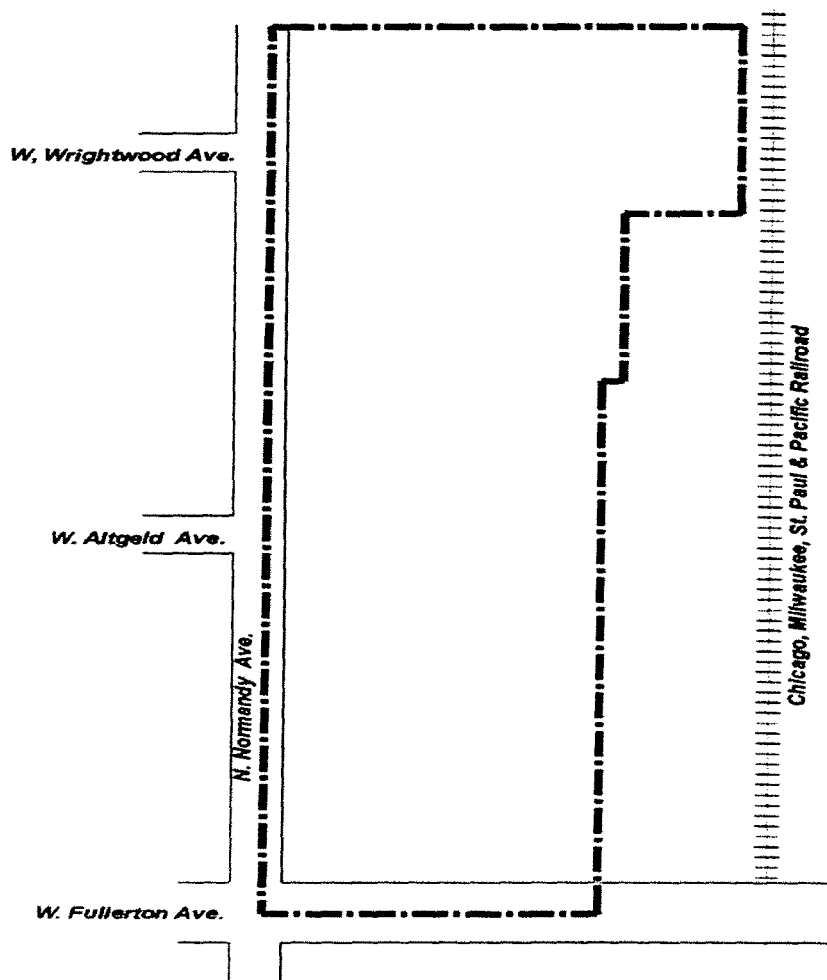 W, Wrightwood Ave.
Chicago, Milwaukee, St. Paul & Pacific Railroad
W. Altgeld Ave.
N. Normandy Ave.
W. Fullerton Ave.